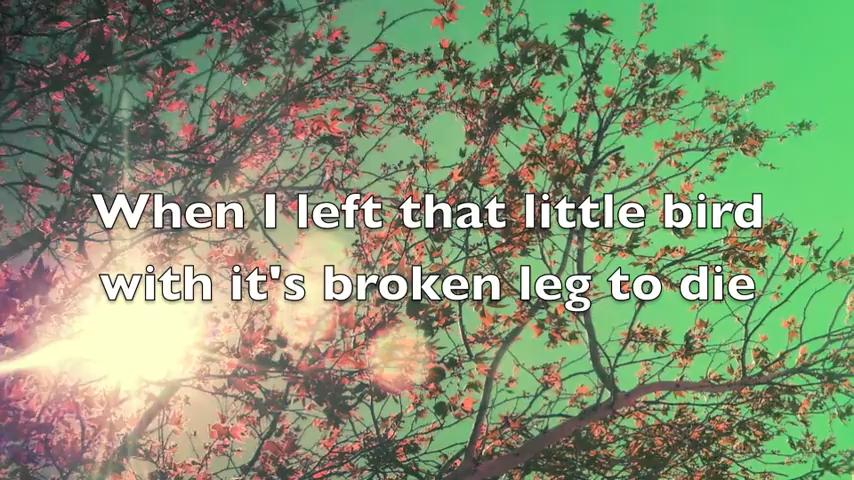 When I left that little bird
with it's broken leg to die